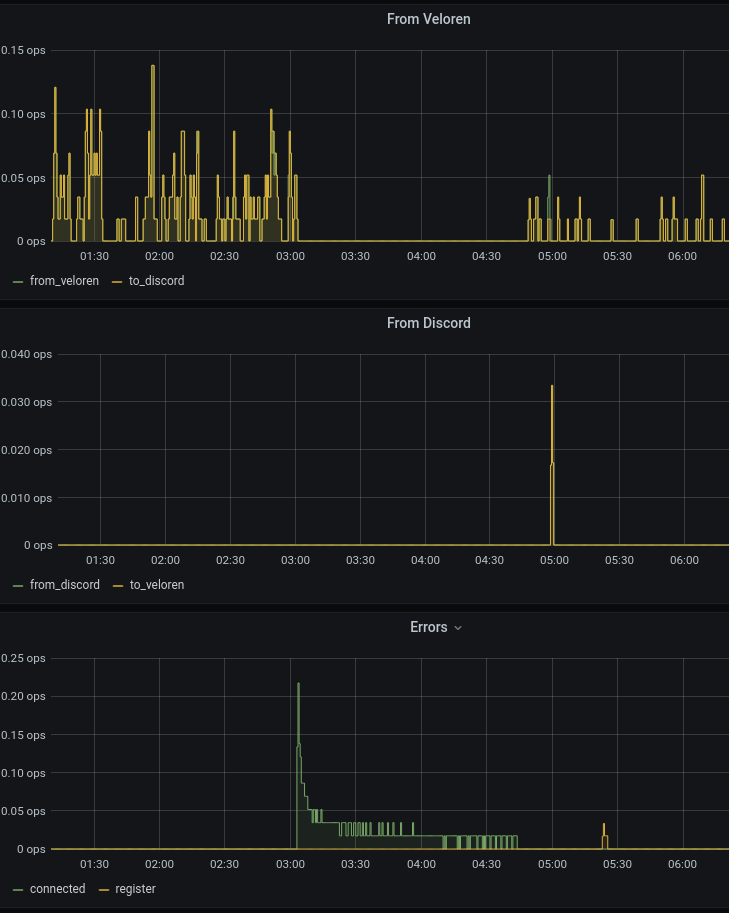 From Veloren
0.15 ops
0.10 ops
0.05 ops
0 ops
01:30 02:00 02:30 03:00 03:30 04:00 04:30 05:00 05:30 06:00
from_veloren to_discord
From Discord
0.040 ops
0.030 ops
0.020 ops
0.010 ops
0 ops
01:30 02:00 02:30 03:00 03:30 04:00 04:30 05:00 05:30 06:00
from_discord to_veloren
Errors
0.25 ops
0.20 ops
0.15 ops
0.10 ops
0.05 ops
0 ops
01:30 02:00 02:30 03:00 03:30 04:00 04:30 05:00 05:30 06:00
connected register